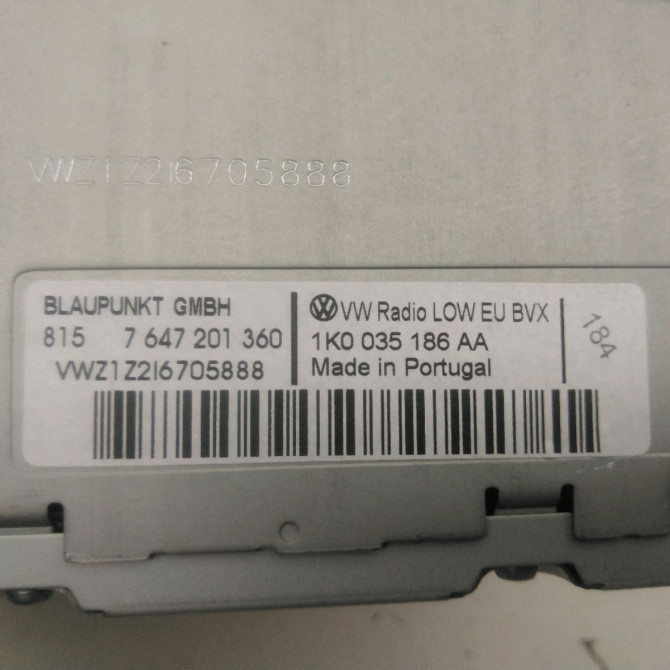 VWZ1Z2I6705888
BLAUPUNKT GMBH
815 7 647 201 360
VWZ1Z2I6705888
VW Radio LOW EU BVX
1K0 035 186 AA
Made in Portugal
184